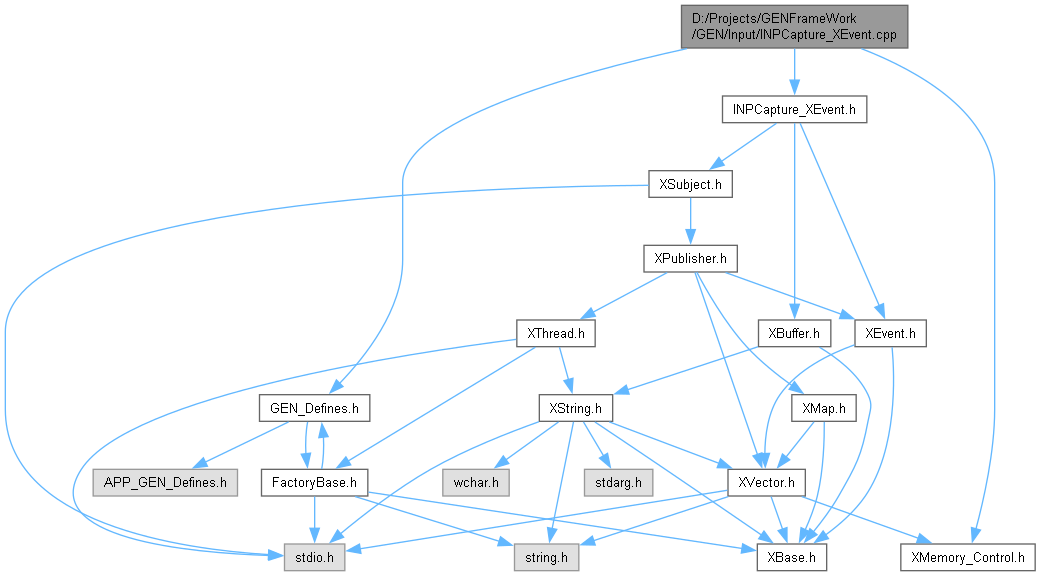 D:/Projects/GENFrameWork
/GEN/Input/INPCapture_XEvent.cpp
INPCapture_XEvent.h
XSubject.h
XPublisher.h
XThread.h
XBuffer.h
XEvent.h
GEN_Defines.h
XString.h
XMap.h
APP_GEN_Defines.h
FactoryBase.h
wchar.h
stdarg.h
XVector.h
stdio.h
string.h
XBase.h
XMemory_Control.h